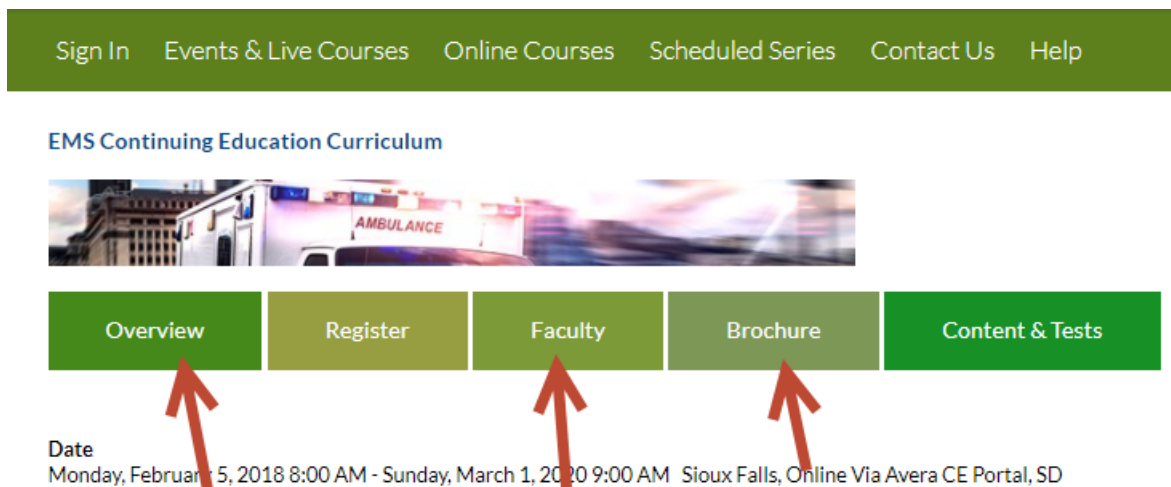 Sign In Events & Live Courses Online Courses Scheduled Series Contact Us Help
EMS Continuing Education Curriculum
AMBULANCE
Overview Register Faculty Brochure Content & Tests
Date
Monday, February 5, 2018 8:00 AM - Sunday, March 1, 2020 9:00 AM Sioux Falls, Online Via Avera CE Portal, SD